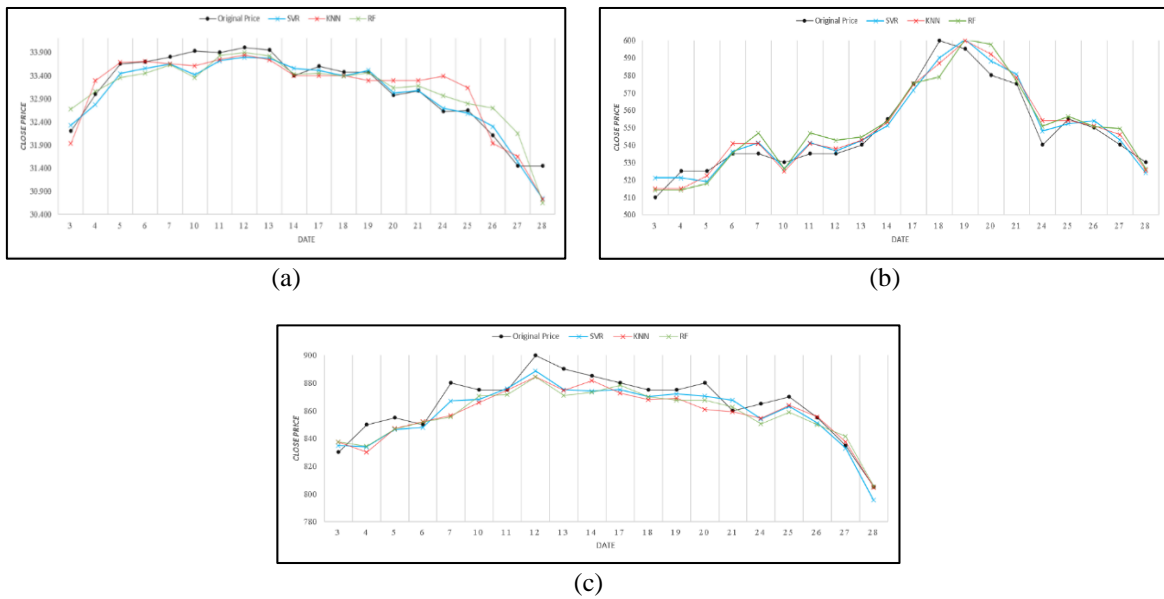 Original Price SVR KNN RF
33.900
33.400
32.900
32.400
31.900
31.400
30.900
30.400
CLOSE PRICE
3 4 5 6 7 10 11 12 13 14 17 18 19 20 21 24 25 26 27 28
DATE
(a)
Original Price SVR KNN RF
600
590
580
570
560
550
540
530
520
510
500
CLOSE PRICE
3 4 5 6 7 10 11 12 13 14 17 18 19 20 21 24 25 26 27 28
DATE
(b)
Original Price SVR KNN RF
900
880
860
840
820
800
780
CLOSE PRICE
3 4 5 6 7 10 11 12 13 14 17 18 19 20 21 24 25 26 27 28
DATE
(c)